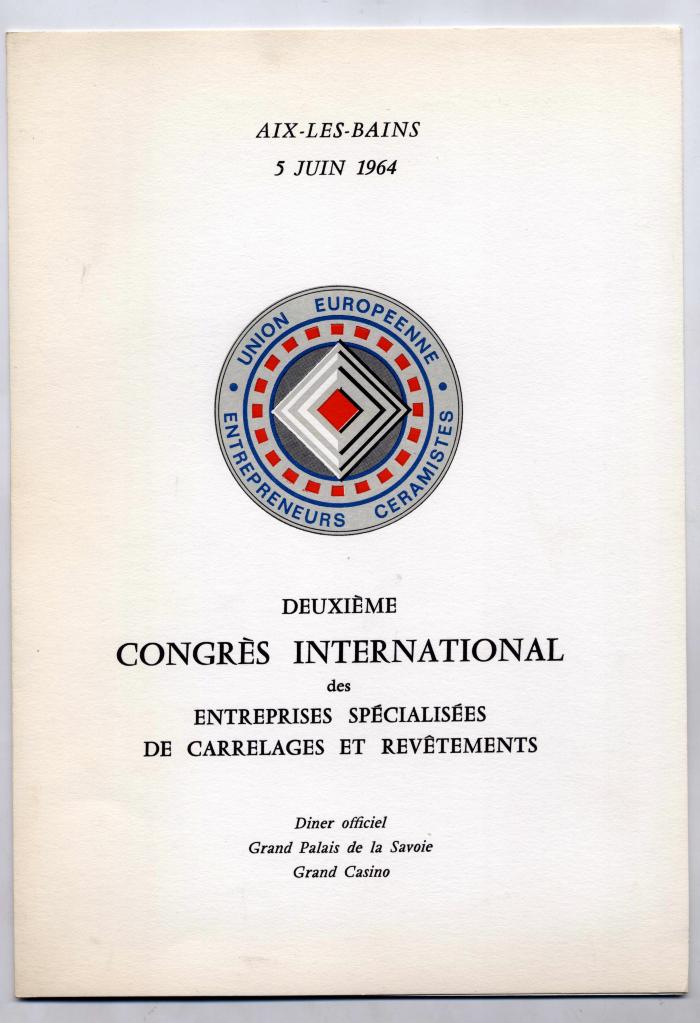 AIX-LES-BAINS
5 JUIN 1964
UNION EUROPEENNE
ENTREPRENEURS CERAMISTES
DEUXIÈME
CONGRÈS INTERNATIONAL
des
ENTREPRISES SPÉCIALISÉES
DE CARRELAGES ET REVÊTEMENTS
Diner officiel
Grand Palais de la Savoie
Grand Casino